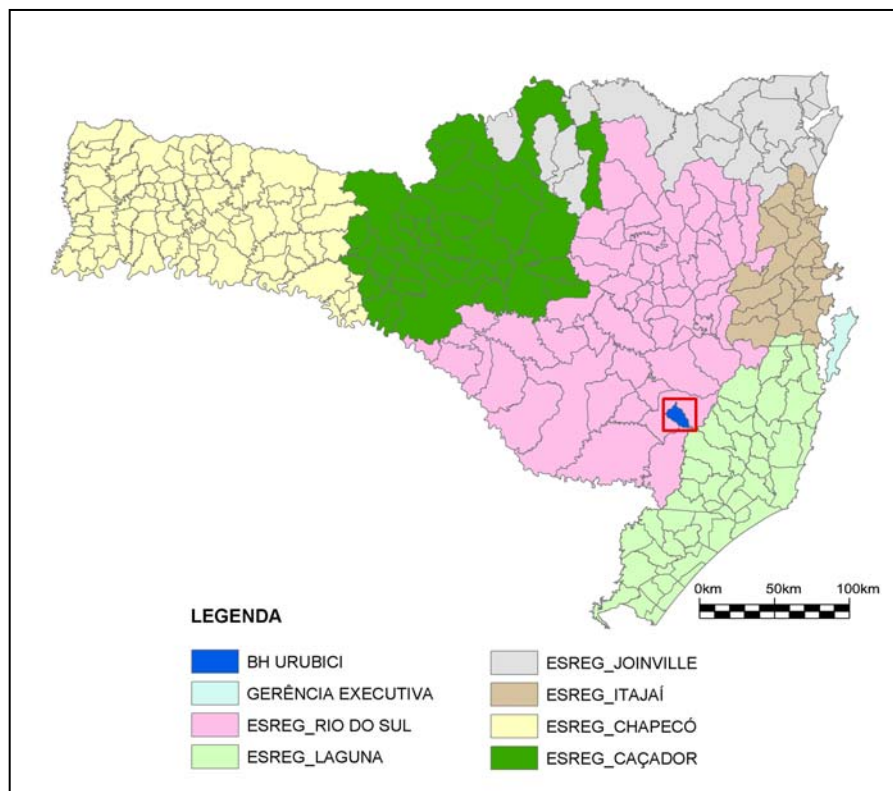 0km 50km 100km
LEGENDA
BH URUBICI
GERÊNCIA EXECUTIVA
ESREG_RIO DO SUL
ESREG_LAGUNA
ESREG_JOINVILLE
ESREG_ITAJAÍ
ESREG_CHAPECÓ
ESREG_CAÇADOR